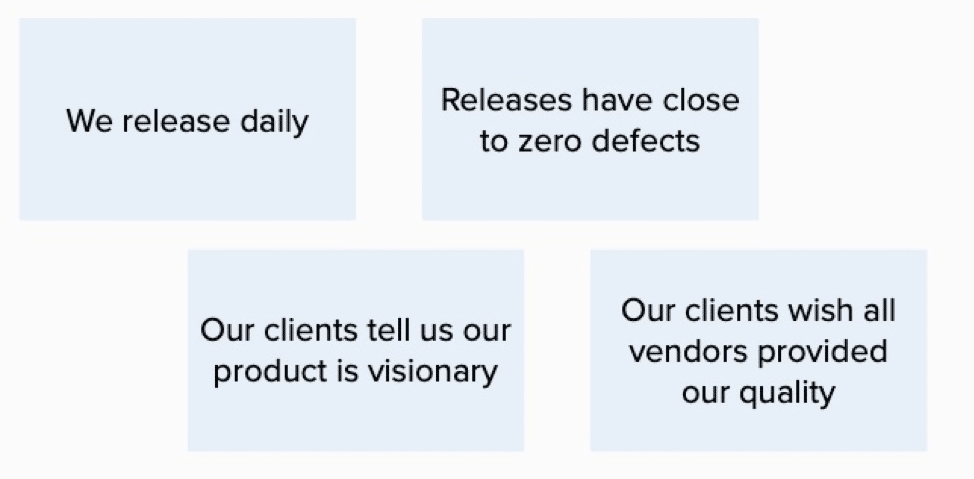 We release daily
Releases have close
to zero defects
Our clients tell us our
product is visionary
Our clients wish all
vendors provided
our quality